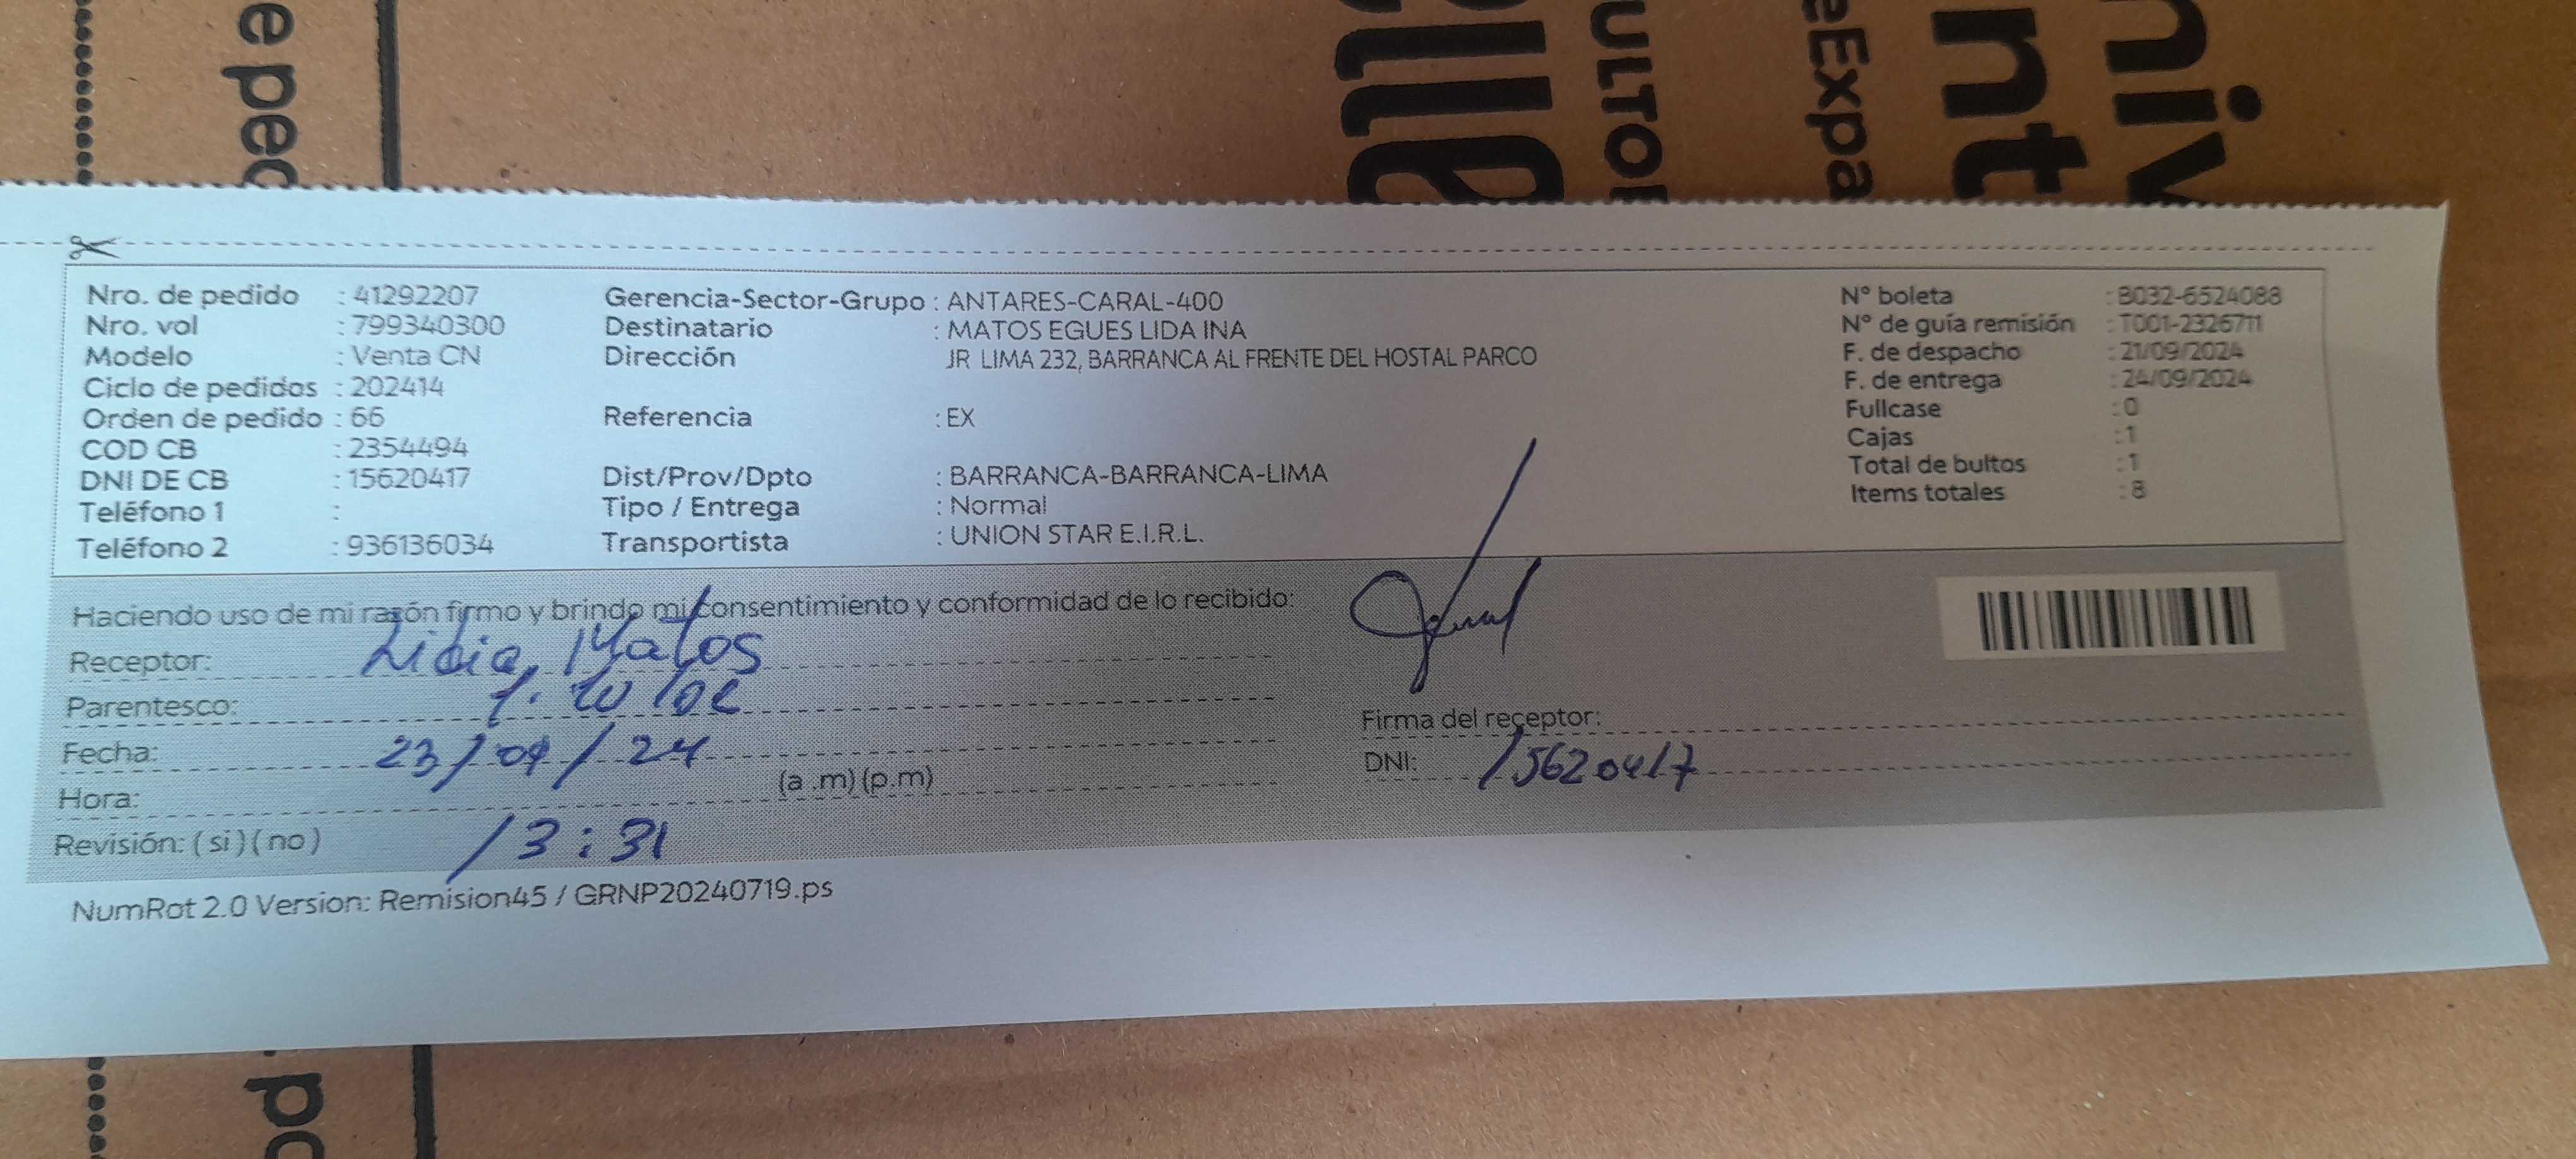 e ped
ulle
ULTOR
eExpa
nt
niv
Nro. de pedido : 41292207
Nro. vol : 799340300
Modelo : Venta CN
Ciclo de pedidos : 202414
Orden de pedido : 66
COD CB : 2354494
DNI DE CB : 15620417
Teléfono 1 :
Teléfono 2 : 936136034
Gerencia-Sector-Grupo : ANTARES-CARAL-400
Destinatario : MATOS EGUES LIDA INA
Dirección JR LIMA 232, BARRANCA AL FRENTE DEL HOSTAL PARCO
Referencia : EX
Dist/Prov/Dpto : BARRANCA-BARRANCA-LIMA
Tipo / Entrega : Normal
Transportista : UNION STAR E.I.R.L.
N° boleta : B032-6524088
N° de guía remisión : T001-2326711
F. de despacho : 21/09/2024
F. de entrega : 24/09/2024
Fullcase : 0
Cajas : 1
Total de bultos : 1
Items totales : 8
Haciendo uso de mi razón firmo y brindo mi consentimiento y conformidad de lo recibido:
Receptor: Lidia Matos
Parentesco:
Fecha: 23/09/24
Hora: (a .m) (p.m)
Revisión: ( si ) ( no ) 13:31
Firma del receptor:
DNI: 15620417
NumRot 2.0 Version: Remision45 / GRNP20240719.ps